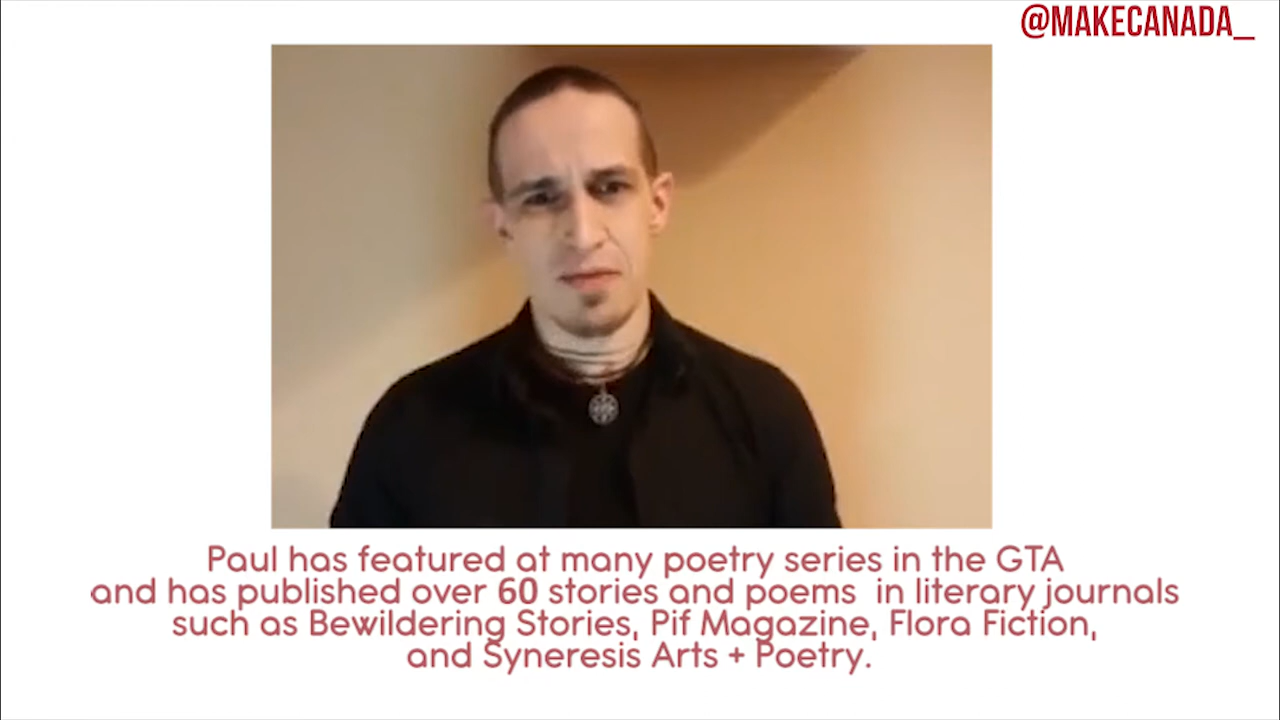 @MAKECANADA_
Paul has featured at many poetry series in the GTA
and has published over 60 stories and poems in literary journals
such as Bewildering Stories, Pif Magazine, Flora Fiction,
and Syneresis Arts + Poetry.